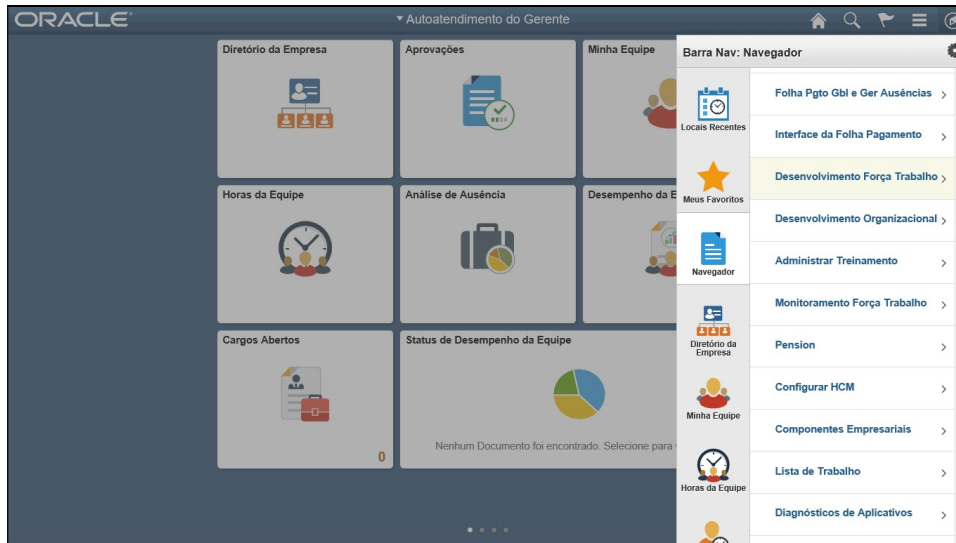 ORACLE
Autoatendimento do Gerente
Diretório da Empresa
Aprovações
Minha Equipe
Horas da Equipe
Análise de Ausência
Desempenho da E
Cargos Abertos
0
Status de Desempenho da Equipe
Nenhum Documento foi encontrado. Selecione para
Barra Nav: Navegador
Locais Recentes
Meus Favoritos
Navegador
Diretório da
Empresa
Minha Equipe
Horas da Equipe
Folha Pgto Gbl e Ger Ausências
Interface da Folha Pagamento
Desenvolvimento Força Trabalho
Desenvolvimento Organizacional
Administrar Treinamento
Monitoramento Força Trabalho
Pension
Configurar HCM
Componentes Empresariais
Lista de Trabalho
Diagnósticos de Aplicativos